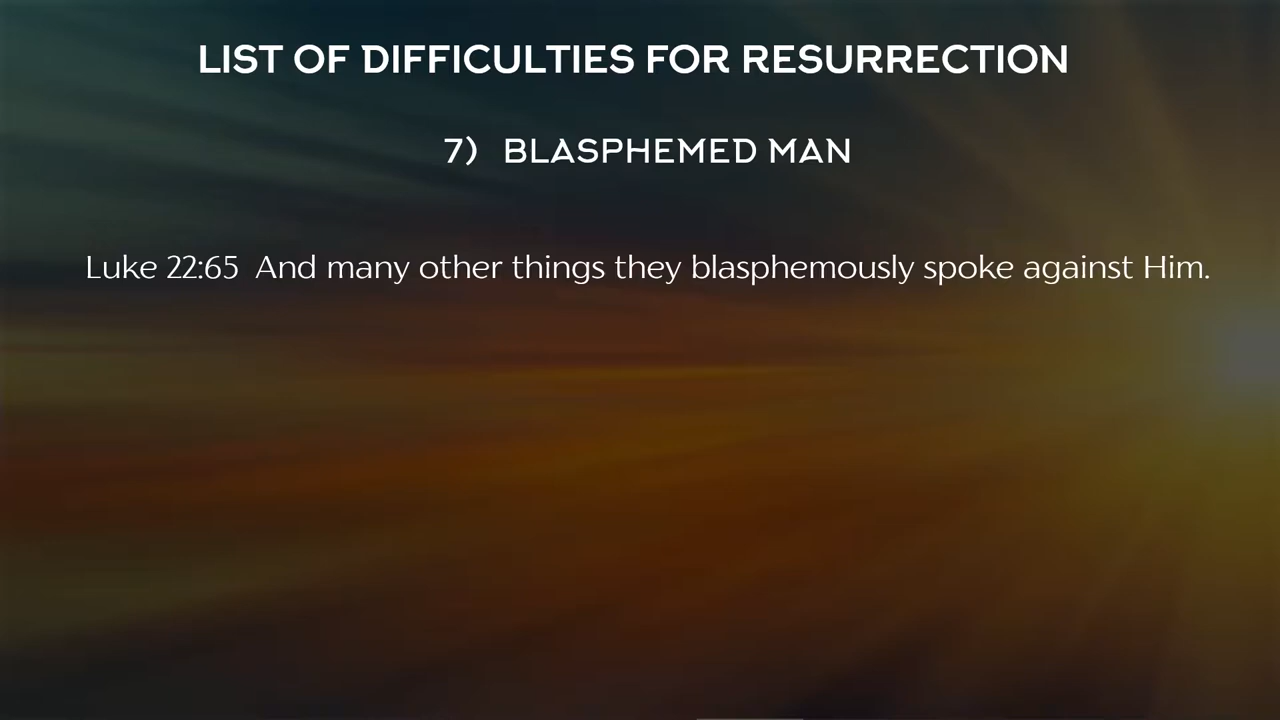 LIST OF DIFFICULTIES FOR RESURRECTION
7) BLASPHEMED MAN
Luke 22:65 And many other things they blasphemously spoke against Him.